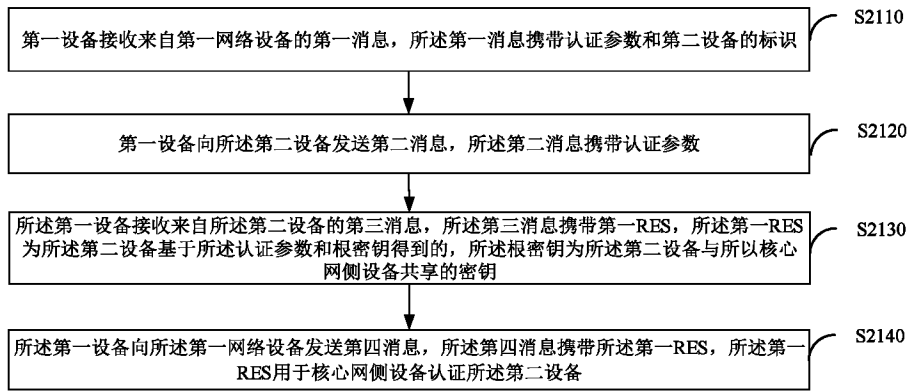 第一设备接收来自第一网络设备的第一消息，所述第一消息携带认证参数和第二设备的标识
S2110
第一设备向所述第二设备发送第二消息，所述第二消息携带认证参数
S2120
所述第一设备接收来自所述第二设备的第三消息，所述第三消息携带第一RES，所述第一RES
为所述第二设备基于所述认证参数和根密钥得到的，所述根密钥为所述第二设备与所以核心
网侧设备共享的密钥
S2130
所述第一设备向所述第一网络设备发送第四消息，所述第四消息携带所述第一RES，所述第一
RES用于核心网侧设备认证所述第二设备
S2140